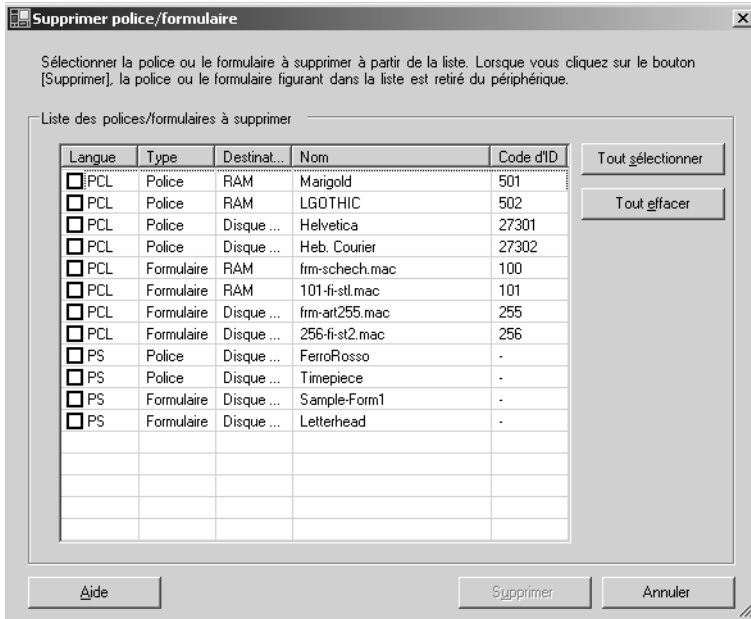 Supprimer police/formulaire
Sélectionner la police ou le formulaire à supprimer à partir de la liste. Lorsque vous cliquez sur le bouton
[Supprimer], la police ou le formulaire figurant dans la liste est retiré du périphérique.
Liste des polices/formulaires à supprimer
Langue Type Destinat... Nom Code d'ID
PCL Police RAM Marigold 501
PCL Police RAM LGOTHIC 502
PCL Police Disque ... Helvetica 27301
PCL Police Disque ... Heb. Courier 27302
PCL Formulaire RAM frm-schech.mac 100
PCL Formulaire RAM 101-fi-stl.mac 101
PCL Formulaire Disque ... frm-art255.mac 255
PCL Formulaire Disque ... 256-fi-st2.mac 256
PS Police Disque ... FerroRosso -
PS Police Disque ... Timepiece -
PS Formulaire Disque ... Sample-Form1 -
PS Formulaire Disque ... Letterhead -
Tout sélectionner
Tout effacer
Aide
Supprimer
Annuler